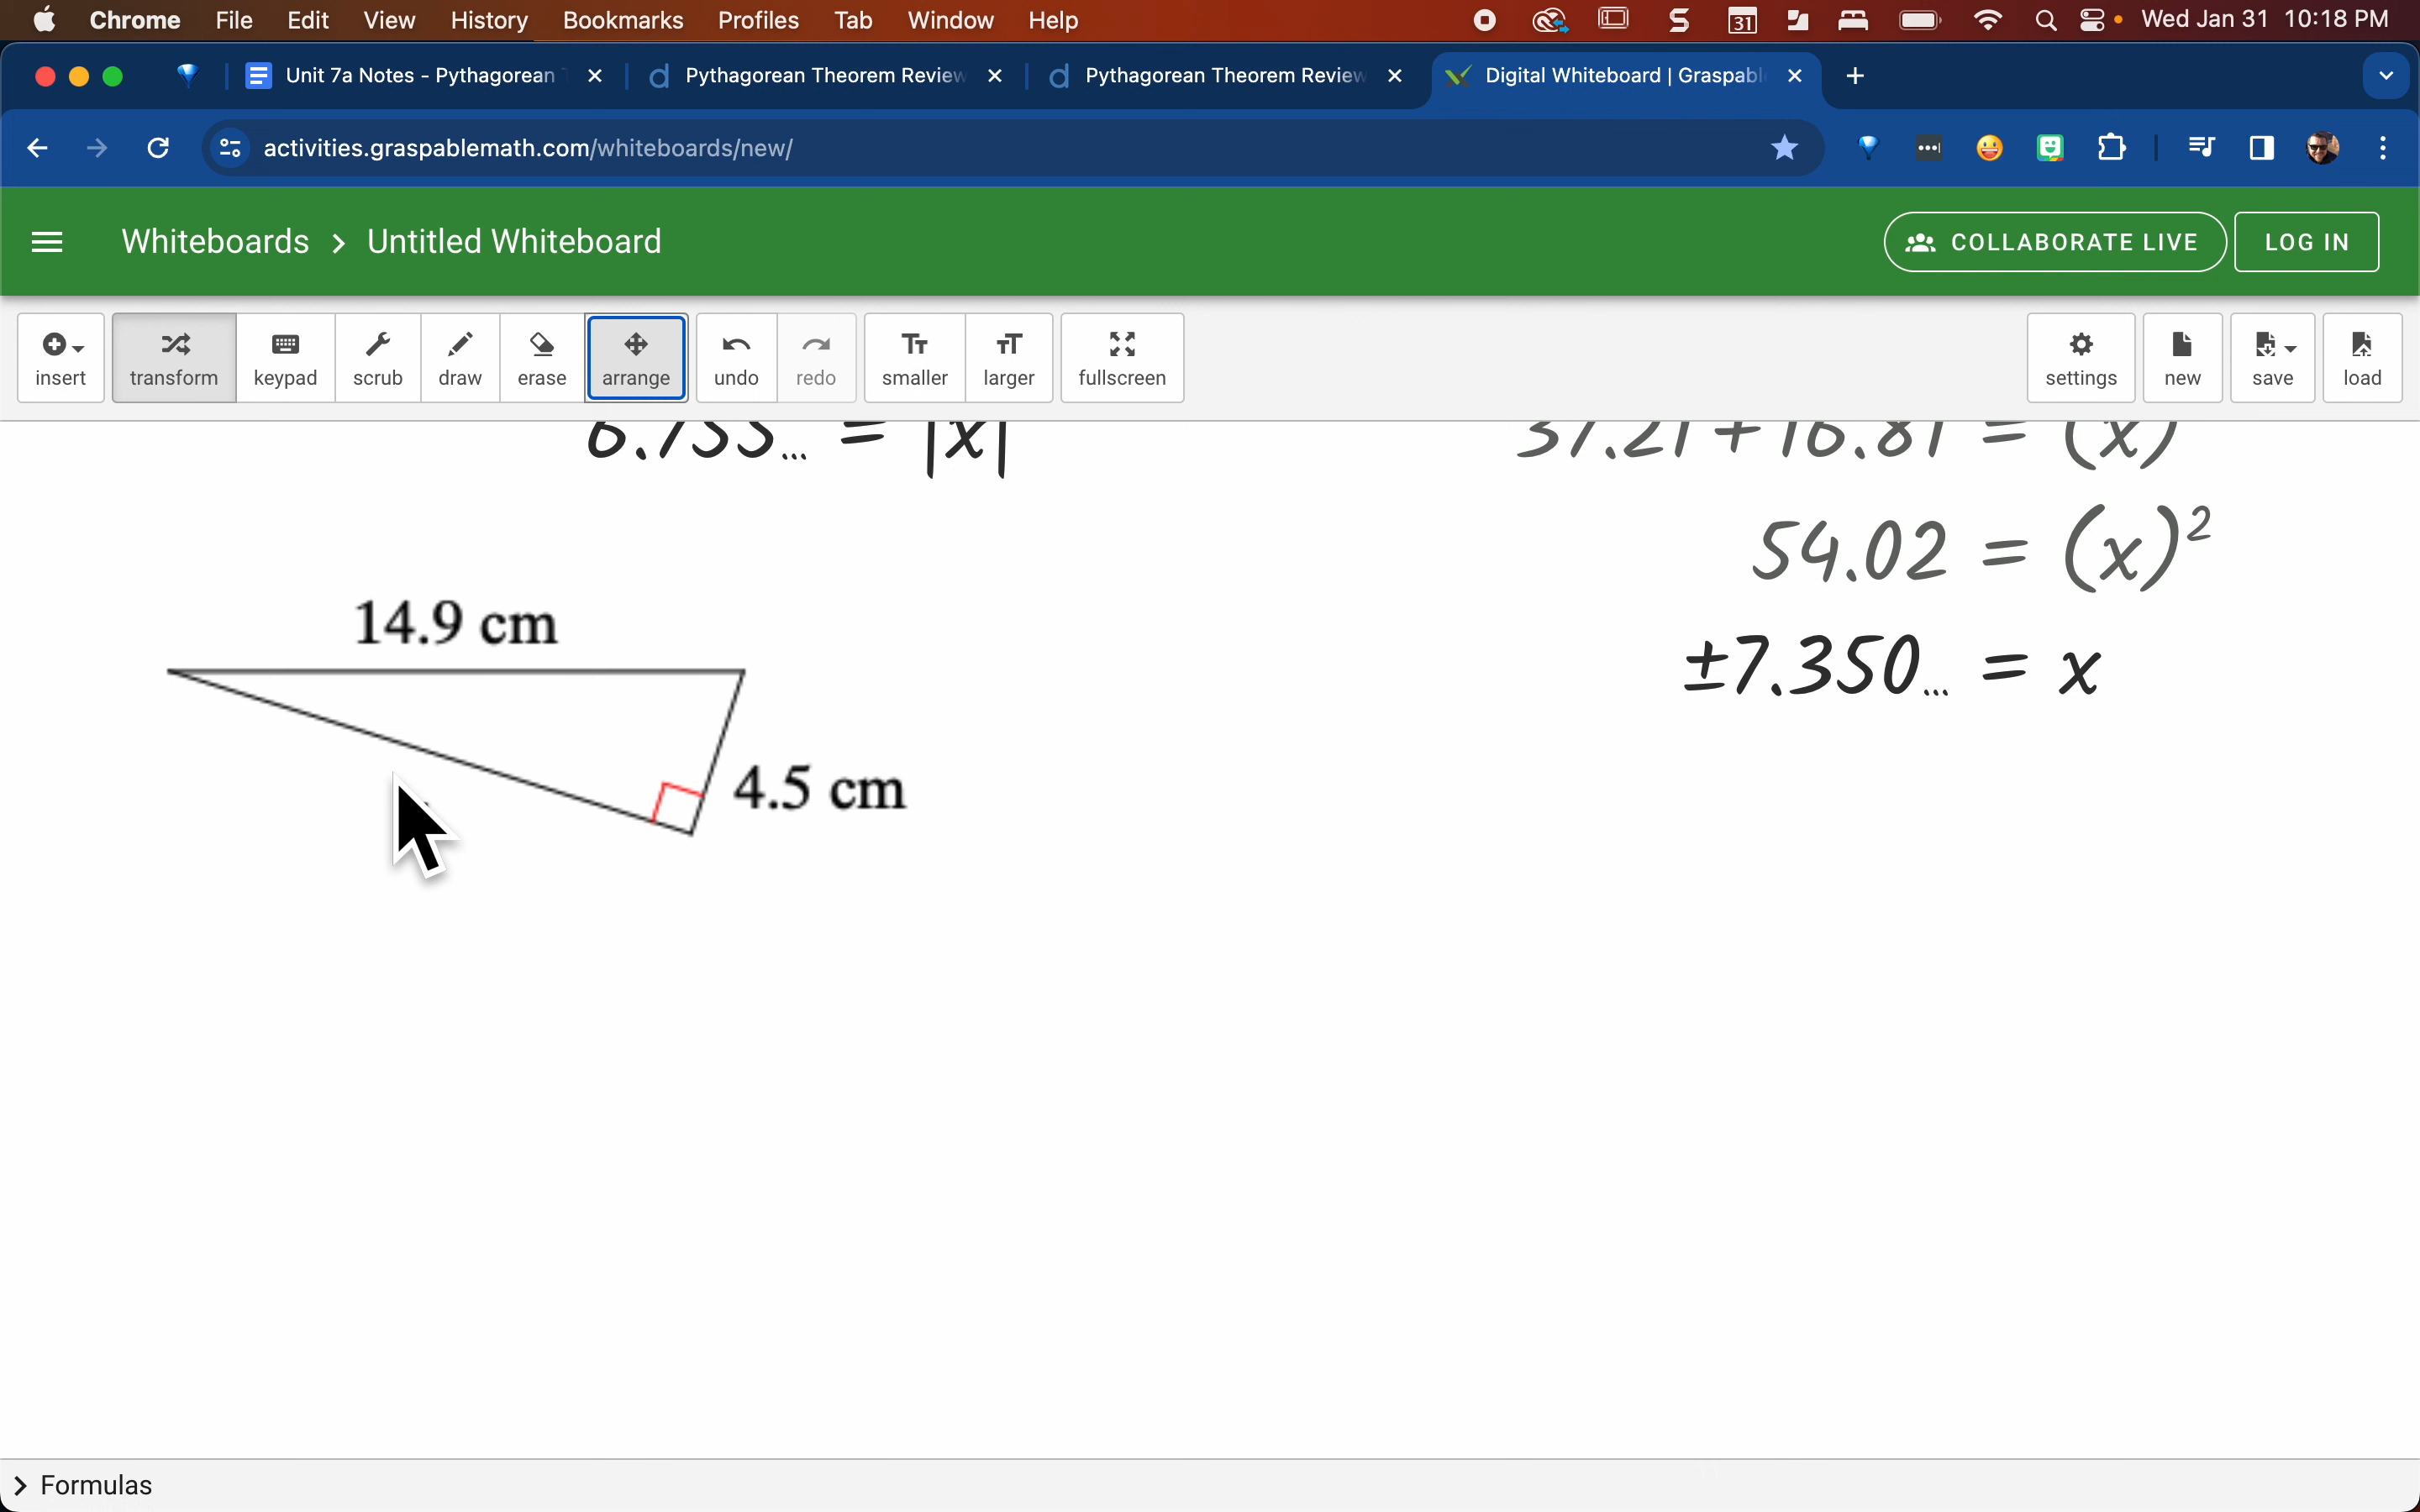 Chrome File Edit View History Bookmarks Profiles Tab Window Help 31 Wed Jan 31 10:18 PM
Unit 7a Notes - Pythagorean Pythagorean Theorem Review Pythagorean Theorem Review Digital Whiteboard | Graspabl
activities.graspablemath.com/whiteboards/new/
Whiteboards > Untitled Whiteboard COLLABORATE LIVE LOG IN
insert transform keypad scrub draw erase arrange undo redo smaller larger fullscreen settings new save load
= |x|
54.02 = (x)²
14.9 cm
±7.350... = x
4.5 cm
Formulas